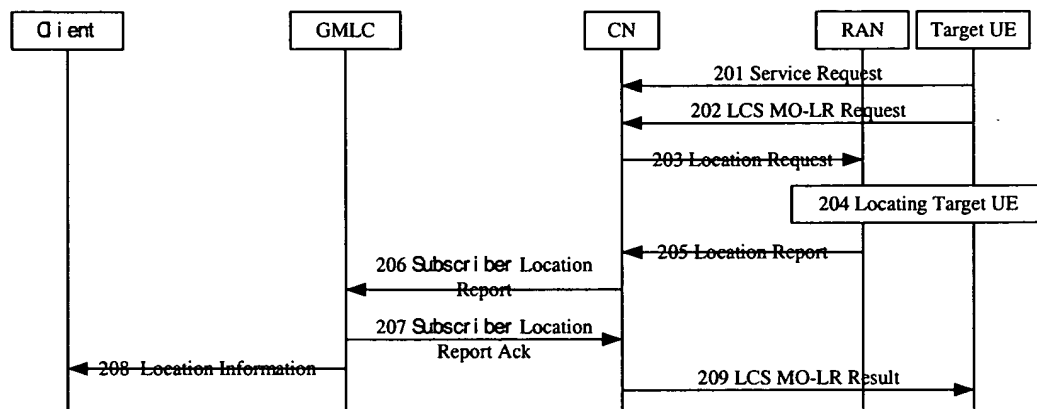 Client
GMLC
CN
RAN
Target UE
201 Service Request
202 LCS MO-LR Request
203 Location Request
204 Locating Target UE
205 Location Report
206 Subscriber Location
Report
207 Subscriber Location
Report Ack
208 Location Information
209 LCS MO-LR Result